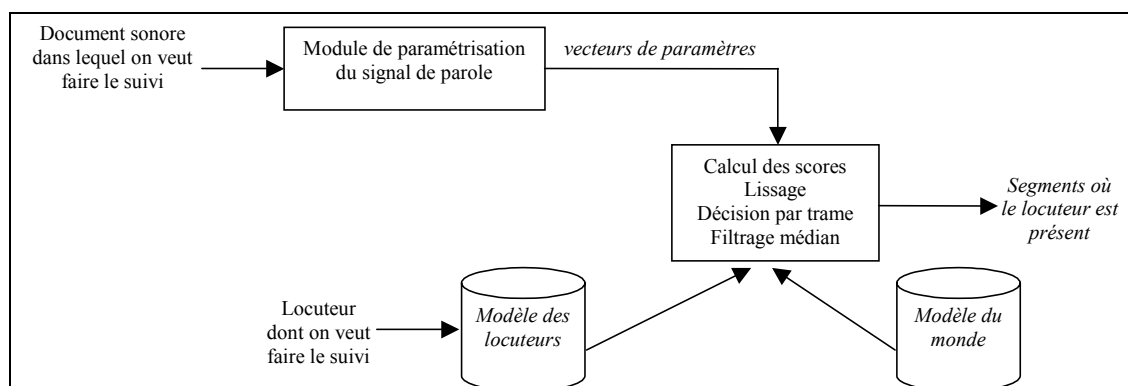 Document sonore
dans lequel on veut
faire le suivi
Module de paramétrisation
du signal de parole
vecteurs de paramètres
Calcul des scores
Lissage
Décision par trame
Filtrage médian
Segments où
le locuteur est
présent
Locuteur
dont on veut
faire le suivi
Modèle des
locuteurs
Modèle du
monde